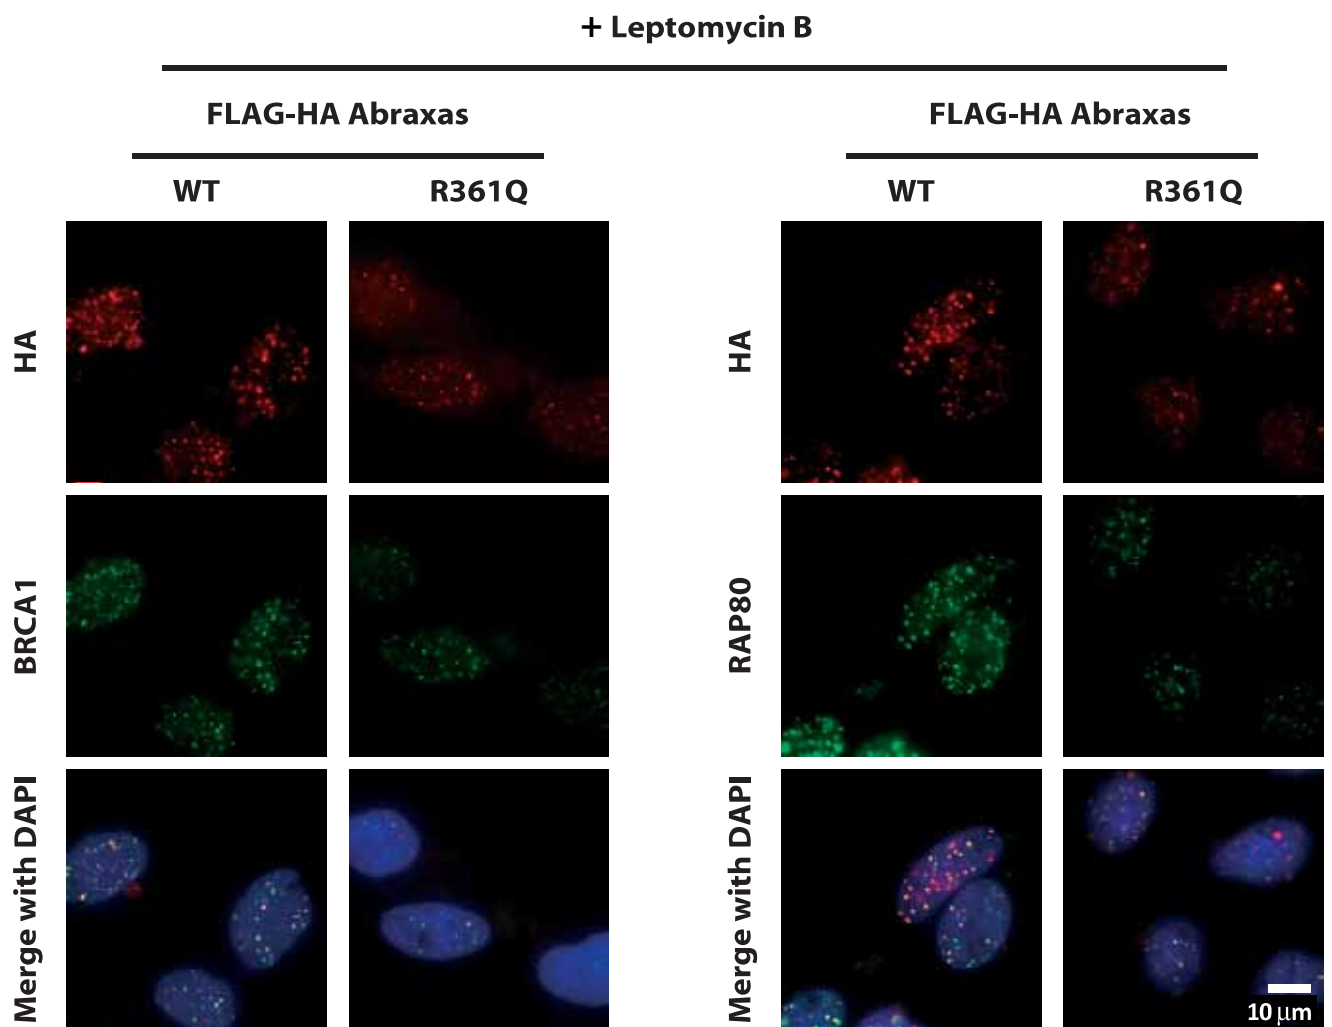 + Leptomycin B
FLAG-HA Abraxas
FLAG-HA Abraxas
WT
R361Q
WT
R361Q
HA
HA
BRCA1
RAP80
Merge with DAPI
Merge with DAPI
10 μm